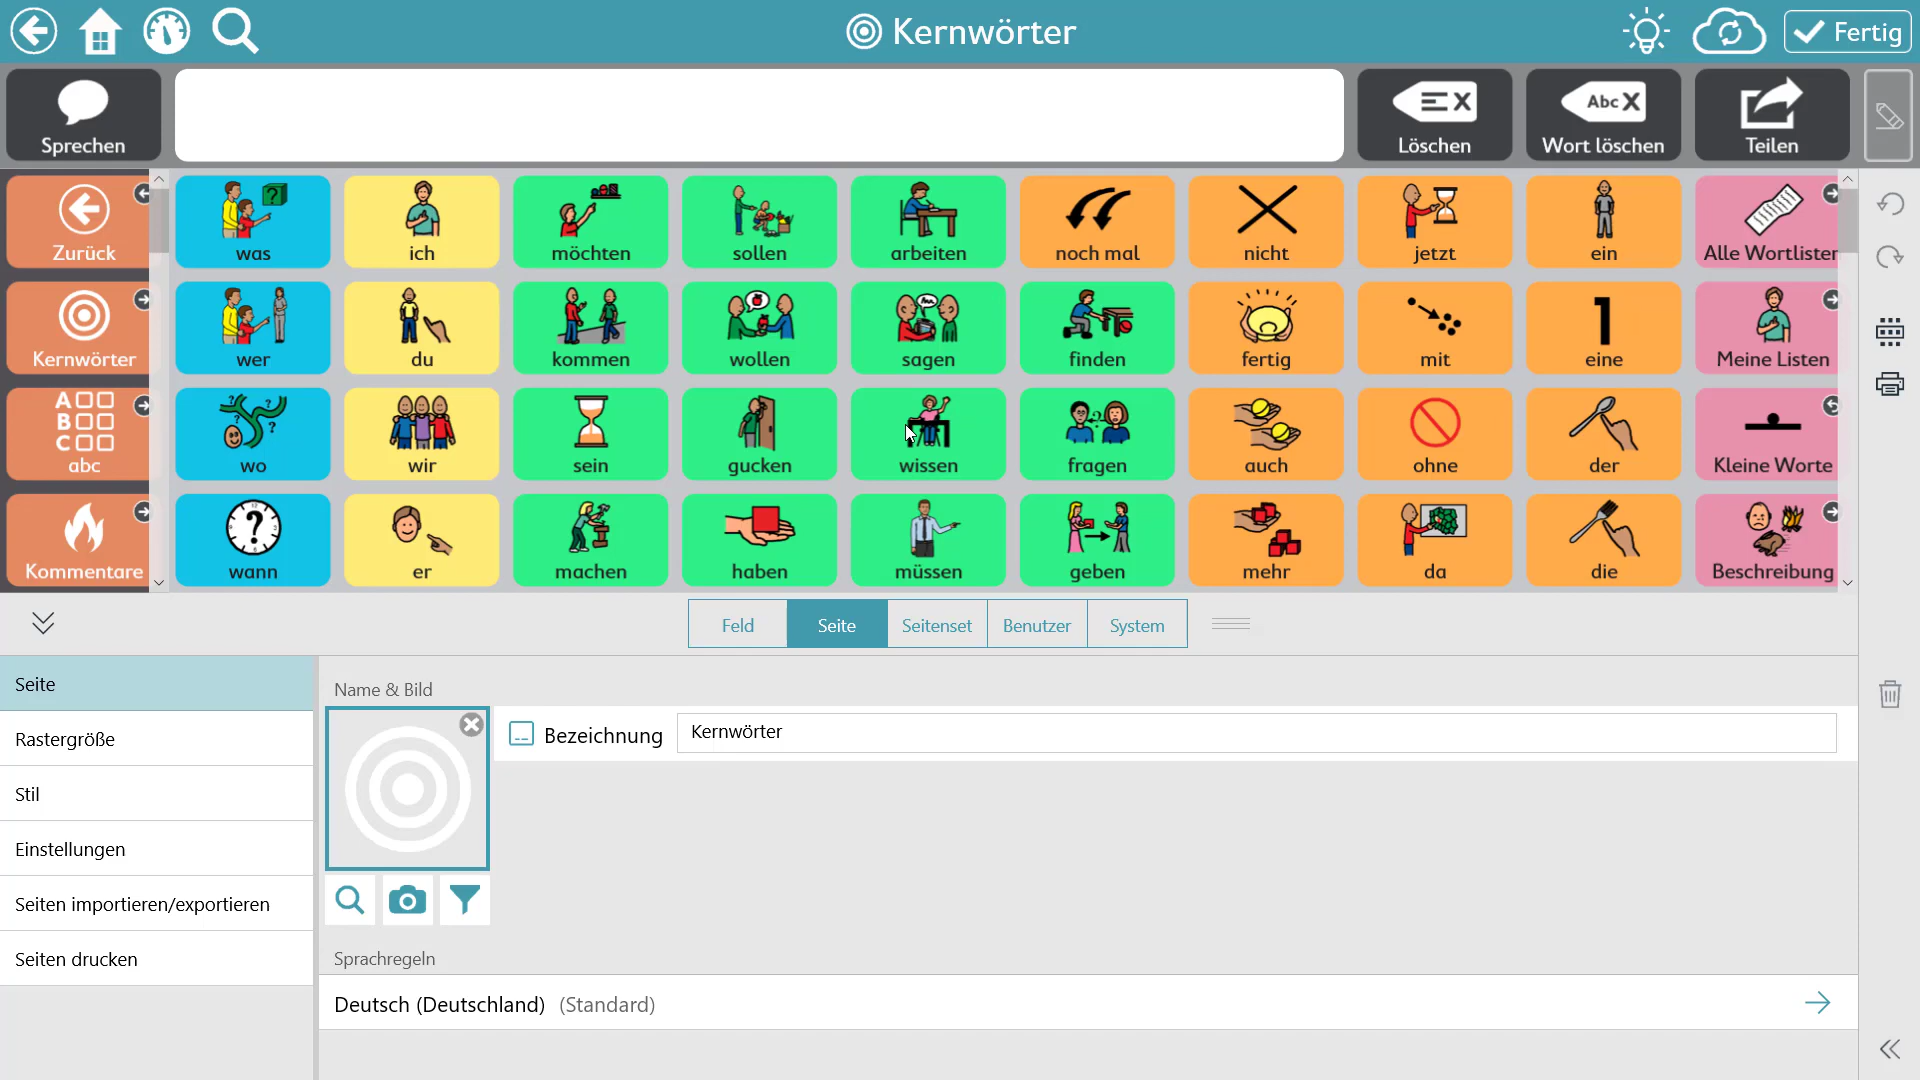 Kernwörter
Fertig
Sprechen
Löschen
Abc X
Wort löschen
Teilen
Zurück
was
ich
möchten
sollen
arbeiten
noch mal
nicht
jetzt
ein
Alle Wortlisten
Kernwörter
wer
du
kommen
wollen
sagen
finden
fertig
mit
1
eine
Meine Listen
A
B
C
abc
wo
wir
sein
gucken
wissen
fragen
auch
ohne
der
Kleine Worte
Kommentare
wann
er
machen
haben
müssen
geben
mehr
da
die
Beschreibung
Feld
Seite
Seitenset
Benutzer
System
Seite
Rastergröße
Stil
Einstellungen
Seiten importieren/exportieren
Seiten drucken
Name & Bild
Bezeichnung
Kernwörter
Sprachregeln
Deutsch (Deutschland) (Standard)